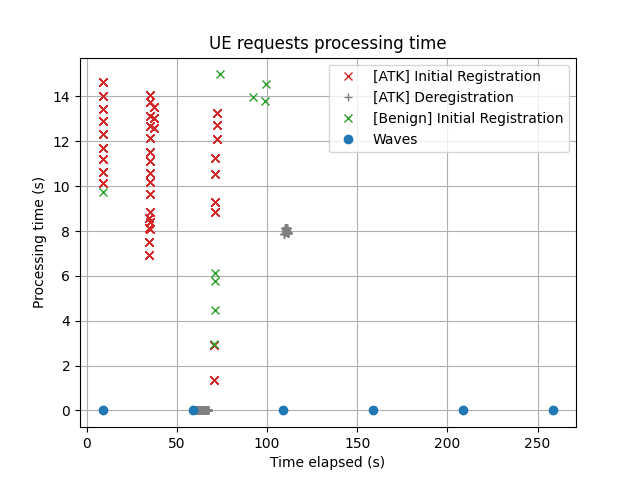 UE requests processing time
[ATK] Initial Registration
[ATK] Deregistration
[Benign] Initial Registration
Waves
Processing time (s)
14
12
10
8
6
4
2
0
0 50 100 150 200 250
Time elapsed (s)